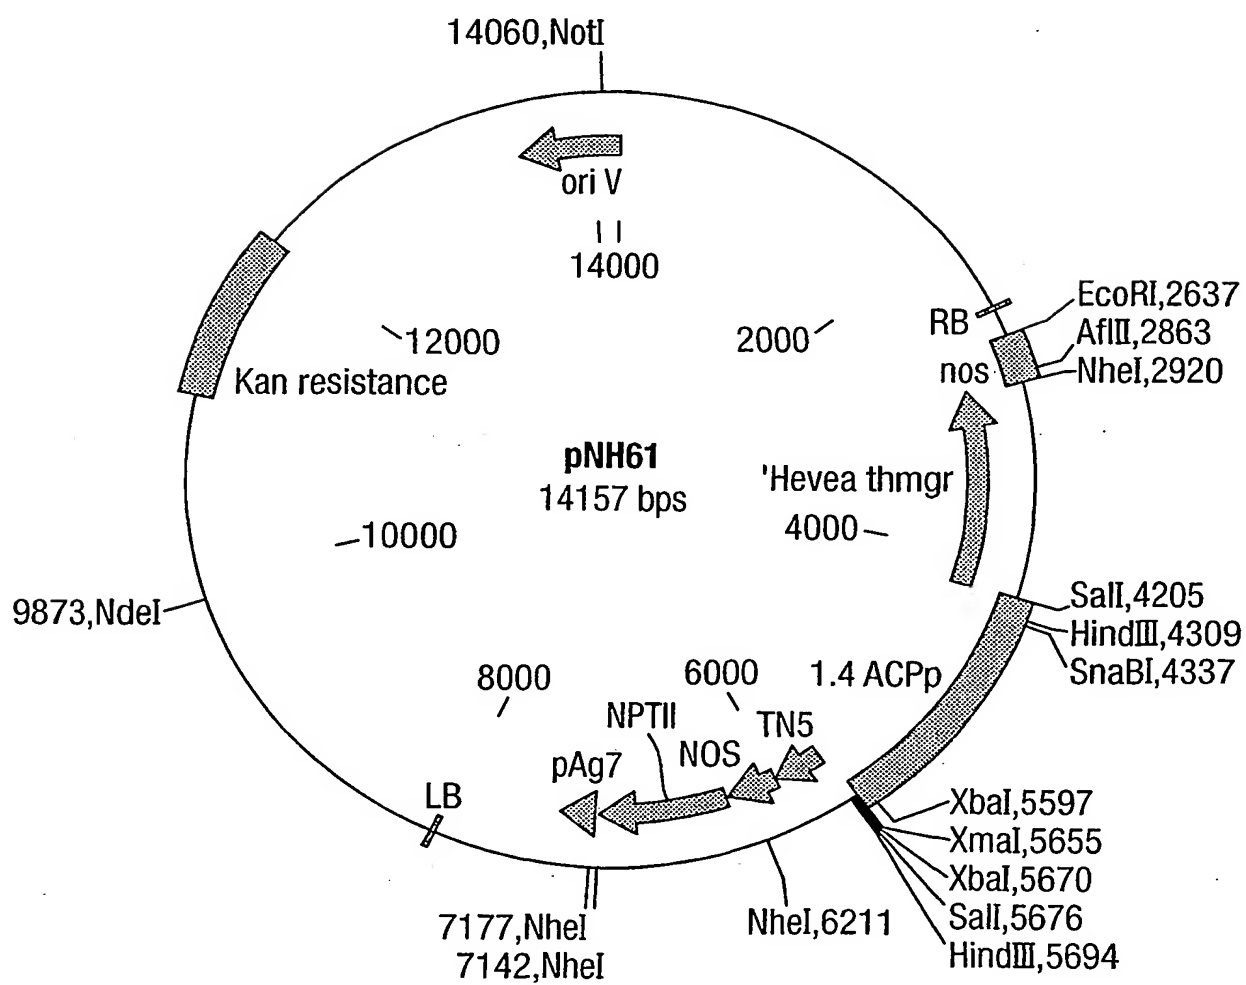 14060,NotI
ori V
14000
EcoRI,2637
RB
AflII,2863
2000
12000
NheI,2920
nos
Kan resistance
pNH61
'Hevea thmgr
14157 bps
4000
10000
SalI,4205
9873,NdeI
HindIII,4309
SnaBI,4337
1.4 ACPp
6000
8000
NPTII
TN5
NOS
pAg7
LB
XbaI,5597
XmaI,5655
XbaI,5670
SalI,5676
7177,NheI
NheI,6211
HindIII,5694
7142,NheI